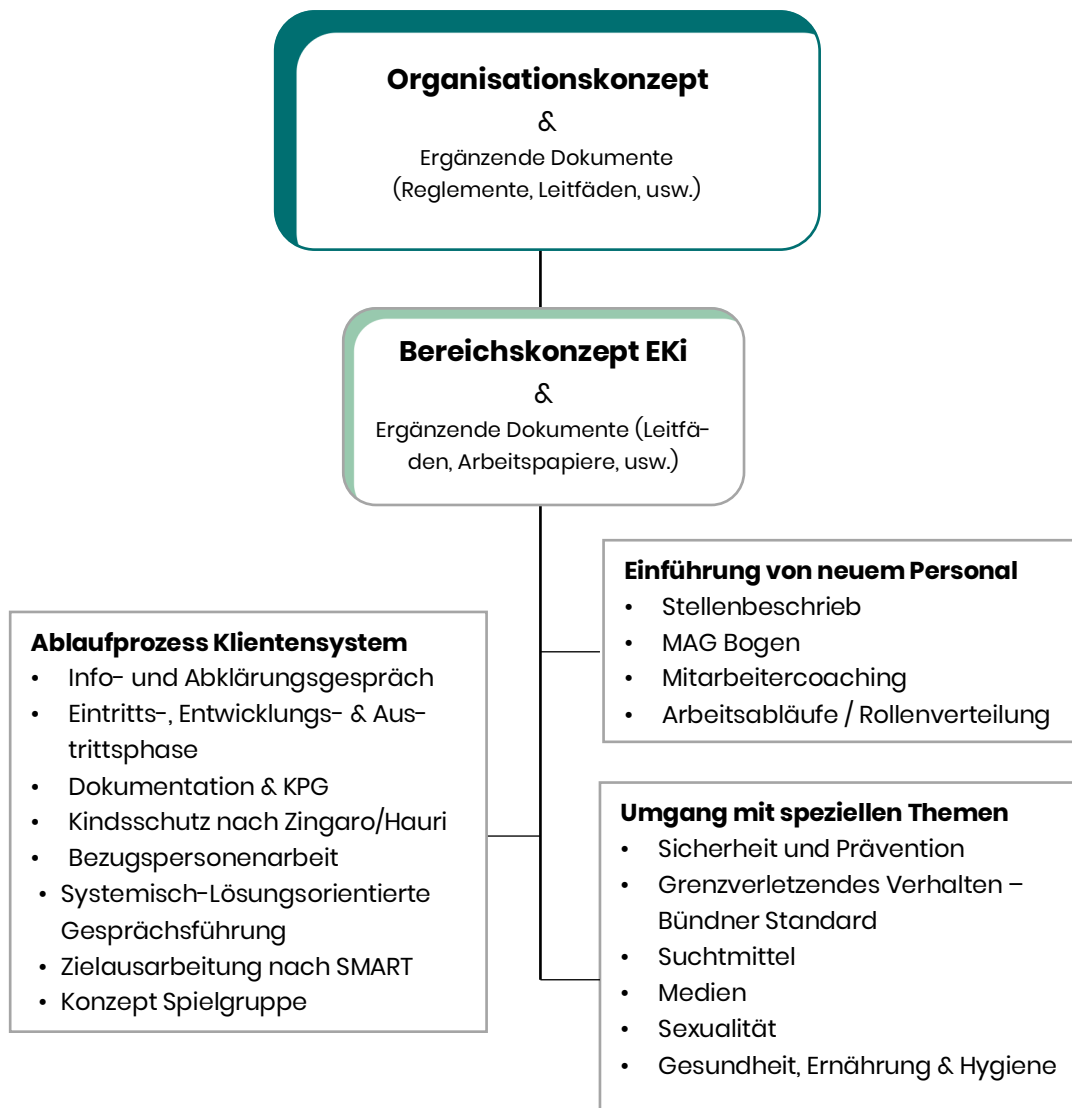 Organisationskonzept
&
Ergänzende Dokumente
(Reglemente, Leitfäden, usw.)
Bereichskonzept EKi
&
Ergänzende Dokumente (Leitfä-
den, Arbeitspapiere, usw.)
Einführung von neuem Personal
• Stellenbeschrieb
• MAG Bogen
• Mitarbeitercoaching
• Arbeitsabläufe / Rollenverteilung
Ablaufprozess Klientensystem
• Info- und Abklärungsgespräch
• Eintritts-, Entwicklungs- & Aus-
trittsphase
• Dokumentation & KPG
• Kindsschutz nach Zingaro/Hauri
• Bezugspersonenarbeit
• Systemisch-Lösungsorientierte
Gesprächsführung
• Zielausarbeitung nach SMART
• Konzept Spielgruppe
Umgang mit speziellen Themen
• Sicherheit und Prävention
• Grenzverletzendes Verhalten –
Bündner Standard
• Suchtmittel
• Medien
• Sexualität
• Gesundheit, Ernährung & Hygiene